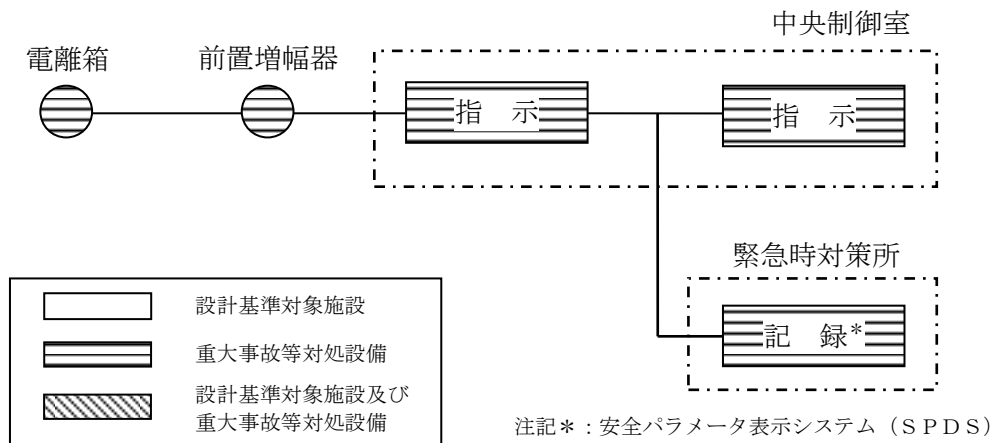 中央制御室
電離箱
前置増幅器
指　示
指　示
緊急時対策所
記　録*
設計基準対象施設
重大事故等対処設備
設計基準対象施設及び
重大事故等対処設備
注記＊：安全パラメータ表示システム（ＳＰＤＳ）